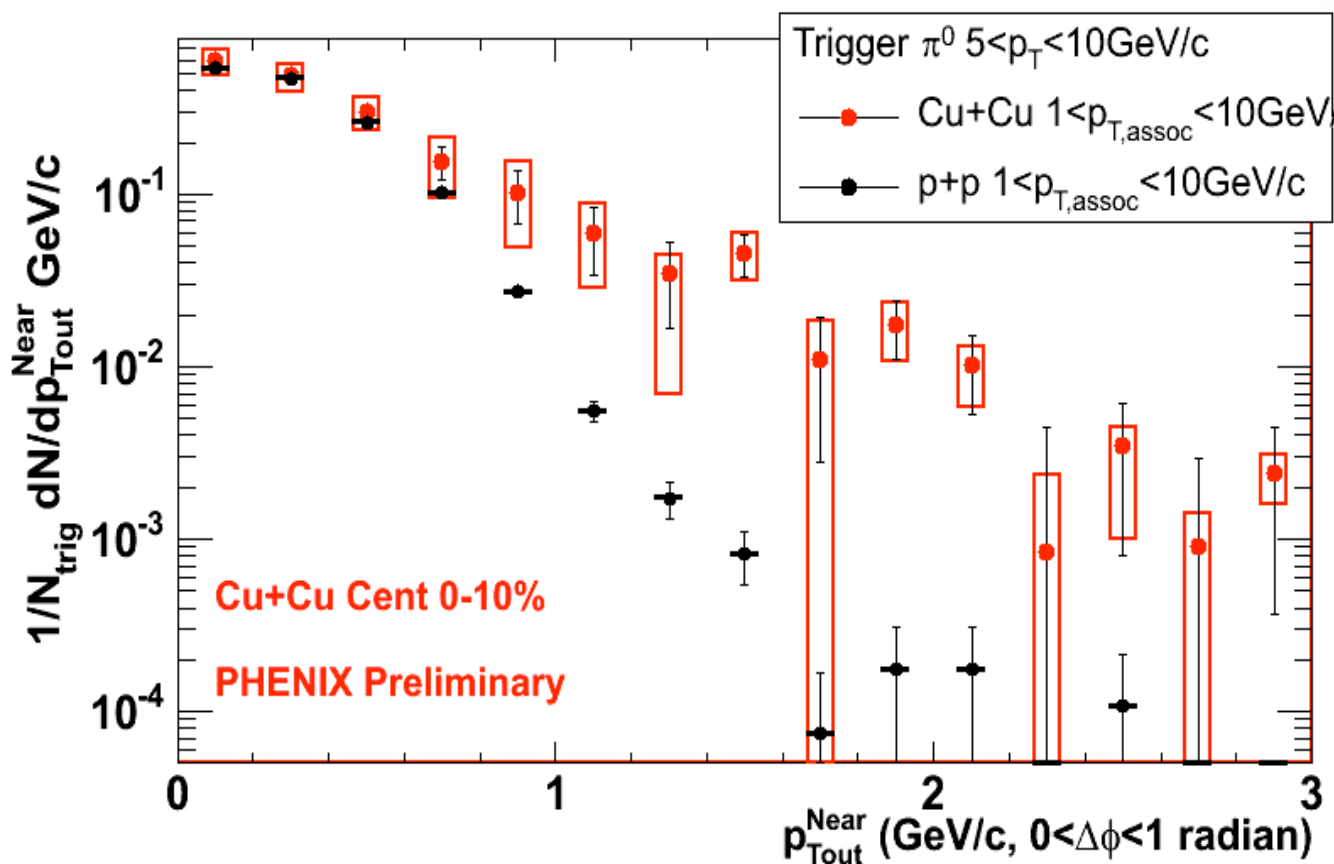 Trigger π⁰ 5<p_T<10GeV/c
Cu+Cu 1<p_T,assoc<10GeV/
p+p 1<p_T,assoc<10GeV/c
1/N_trig dN/dp_Tout^Near GeV/c
10⁻¹
10⁻²
10⁻³
10⁻⁴
Cu+Cu Cent 0-10%
PHENIX Preliminary
0 1 2 3
p_Tout^Near (GeV/c, 0<Δϕ<1 radian)